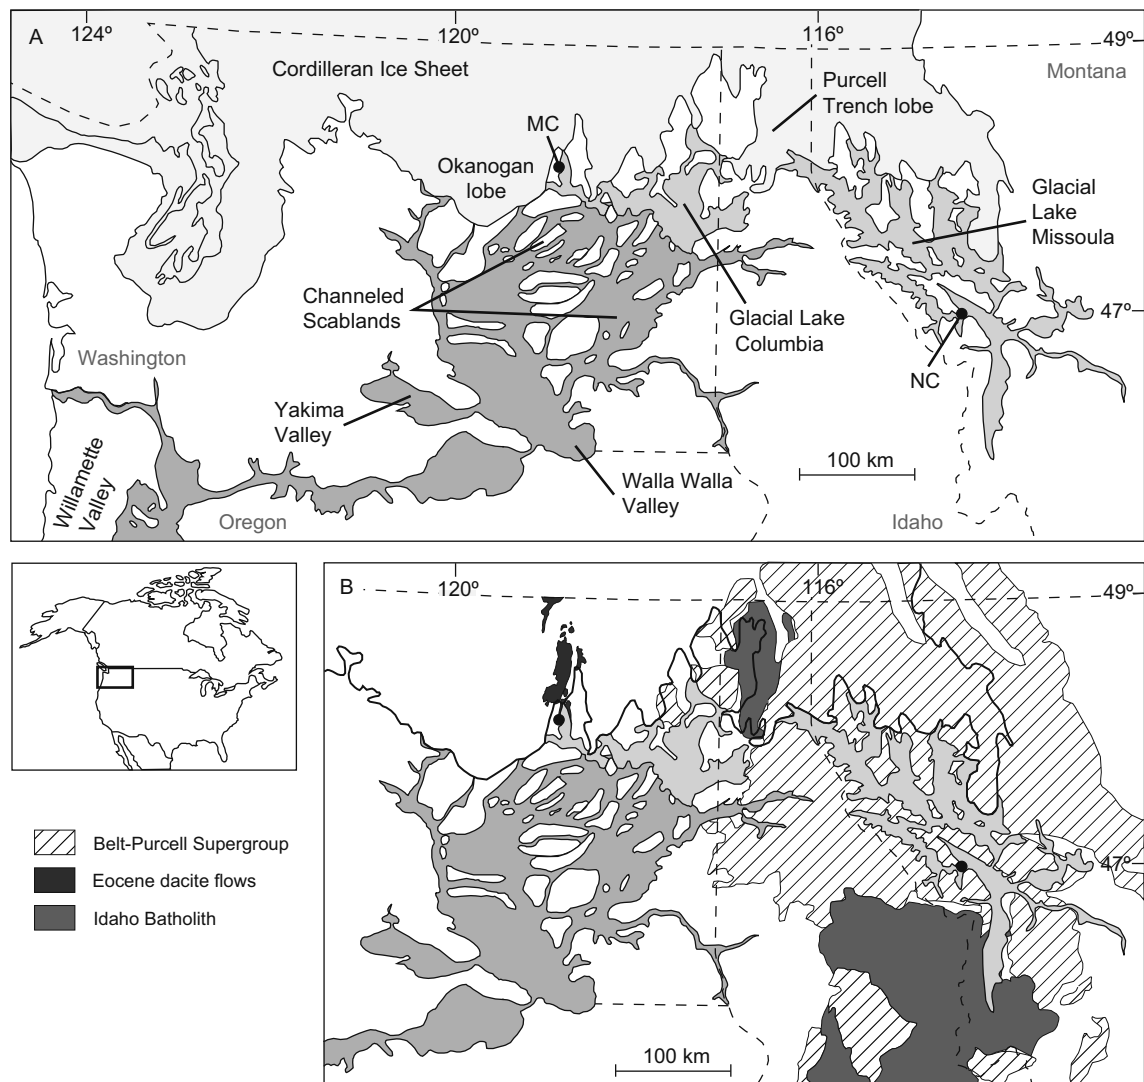 A
124º
120º
116º
49º
Cordilleran Ice Sheet
Purcell
Trench lobe
Montana
MC
Okanogan
lobe
Glacial
Lake
Missoula
Channeled
Scablands
Glacial Lake
Columbia
47º
Washington
NC
Yakima
Valley
100 km
Walla Walla
Valley
Willamette
Valley
Oregon
Idaho
B
120º
116º
49º
47º
Belt-Purcell Supergroup
Eocene dacite flows
Idaho Batholith
100 km